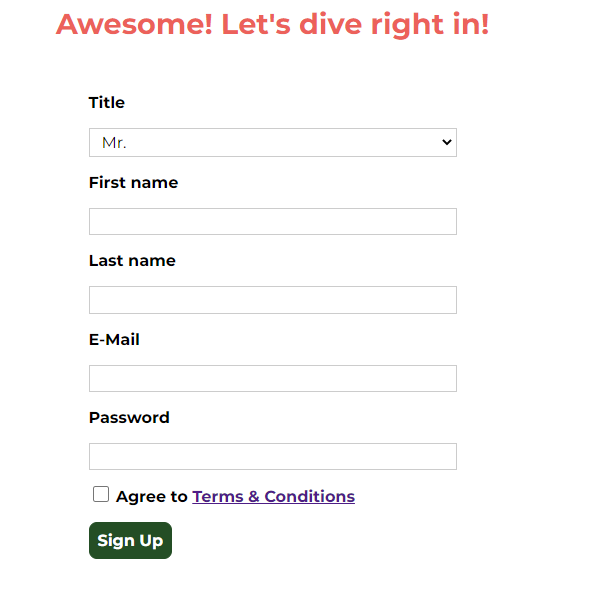 Awesome! Let's dive right in!
Title
Mr.
First name
Last name
E-Mail
Password
Agree to Terms & Conditions
Sign Up